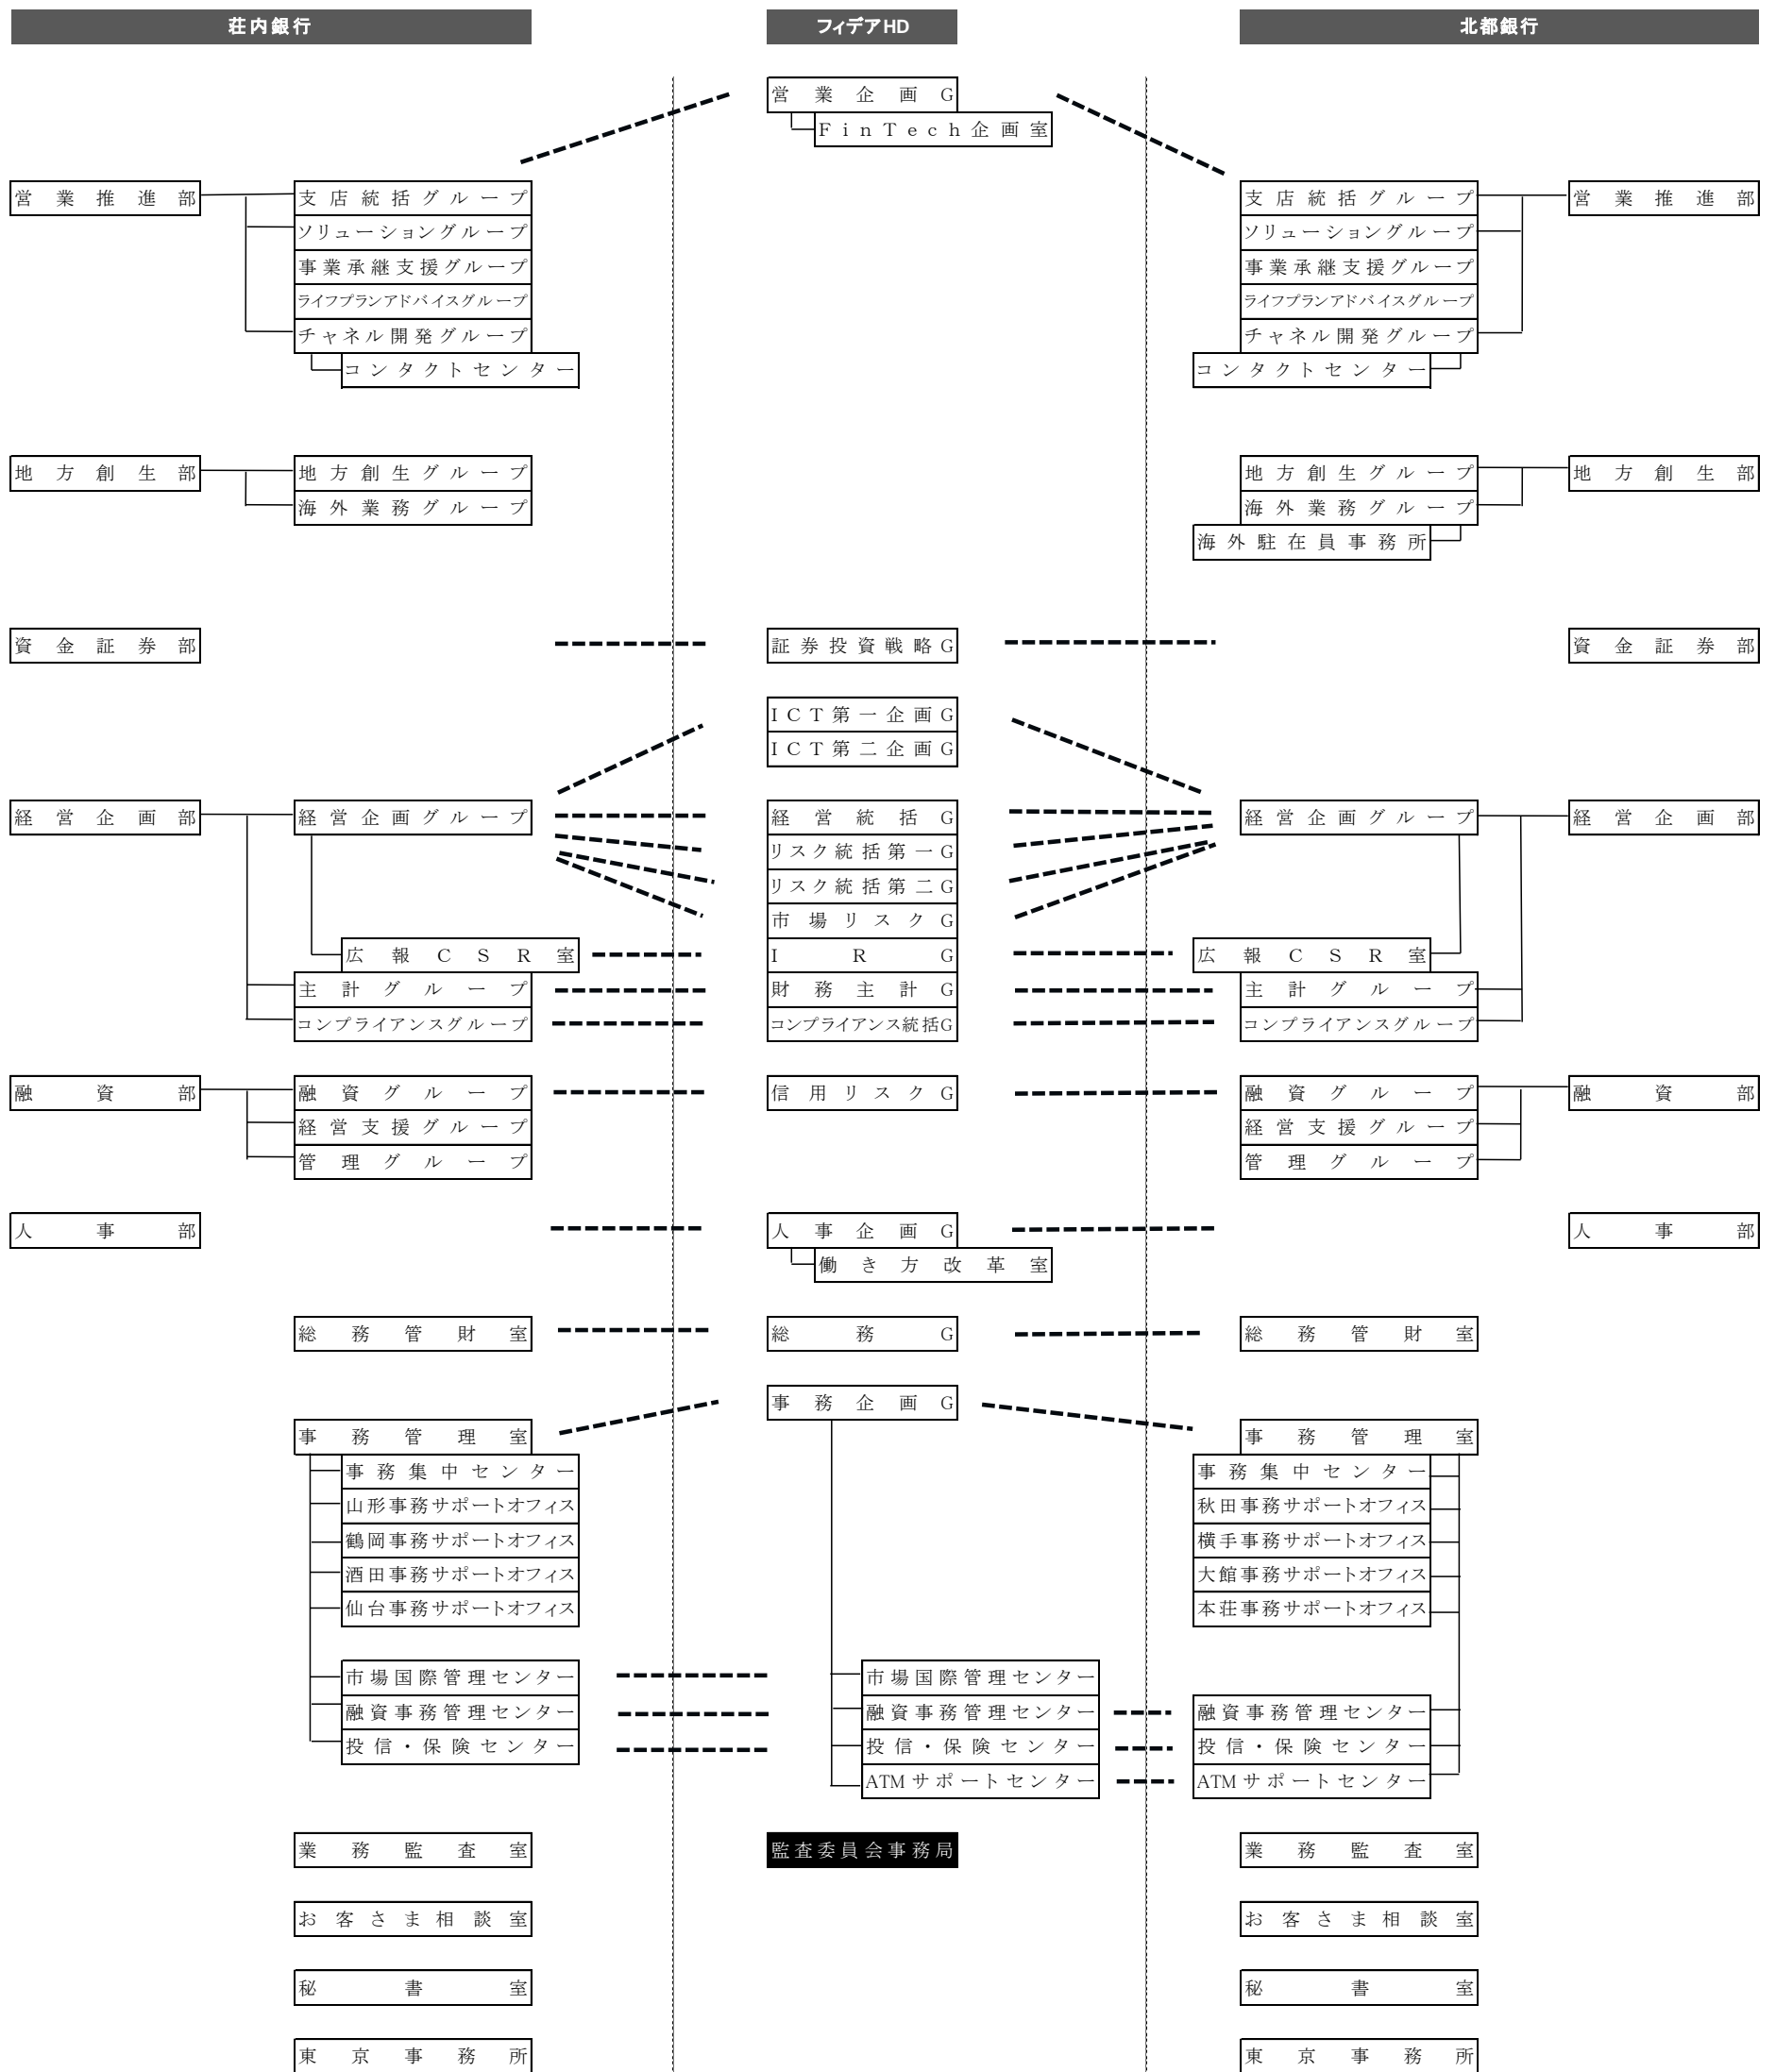 荘内銀行 フィデアHD 北都銀行
営業企画G
FinTech企画室
営業推進部 支店統括グループ 支店統括グループ 営業推進部
ソリューショングループ ソリューショングループ
事業承継支援グループ 事業承継支援グループ
ライフプランアドバイスグループ ライフプランアドバイスグループ
チャネル開発グループ チャネル開発グループ
コンタクトセンター コンタクトセンター
地方創生部 地方創生グループ 地方創生グループ 地方創生部
海外業務グループ 海外業務グループ
海外駐在員事務所
資金証券部 証券投資戦略G 資金証券部
ICT第一企画G
ICT第二企画G
経営企画部 経営企画グループ 経営統括G 経営企画グループ 経営企画部
リスク統括第一G
リスク統括第二G
市場リスクG
広報CSR室 IRG 広報CSR室
主計グループ 財務主計G 主計グループ
コンプライアンスグループ コンプライアンス統括G コンプライアンスグループ
融資部 融資グループ 信用リスクG 融資グループ 融資部
経営支援グループ 経営支援グループ
管理グループ 管理グループ
人事部 人事企画G 人事部
働き方改革室
総務管財室 総務G 総務管財室
事務企画G
事務管理室 事務管理室
事務集中センター 事務集中センター
山形事務サポートオフィス 秋田事務サポートオフィス
鶴岡事務サポートオフィス 横手事務サポートオフィス
酒田事務サポートオフィス 大館事務サポートオフィス
仙台事務サポートオフィス 本荘事務サポートオフィス
市場国際管理センター 市場国際管理センター
融資事務管理センター 融資事務管理センター 融資事務管理センター
投信・保険センター 投信・保険センター 投信・保険センター
ATMサポートセンター ATMサポートセンター
業務監査室 監査委員会事務局 業務監査室
お客さま相談室 お客さま相談室
秘書室 秘書室
東京事務所 東京事務所